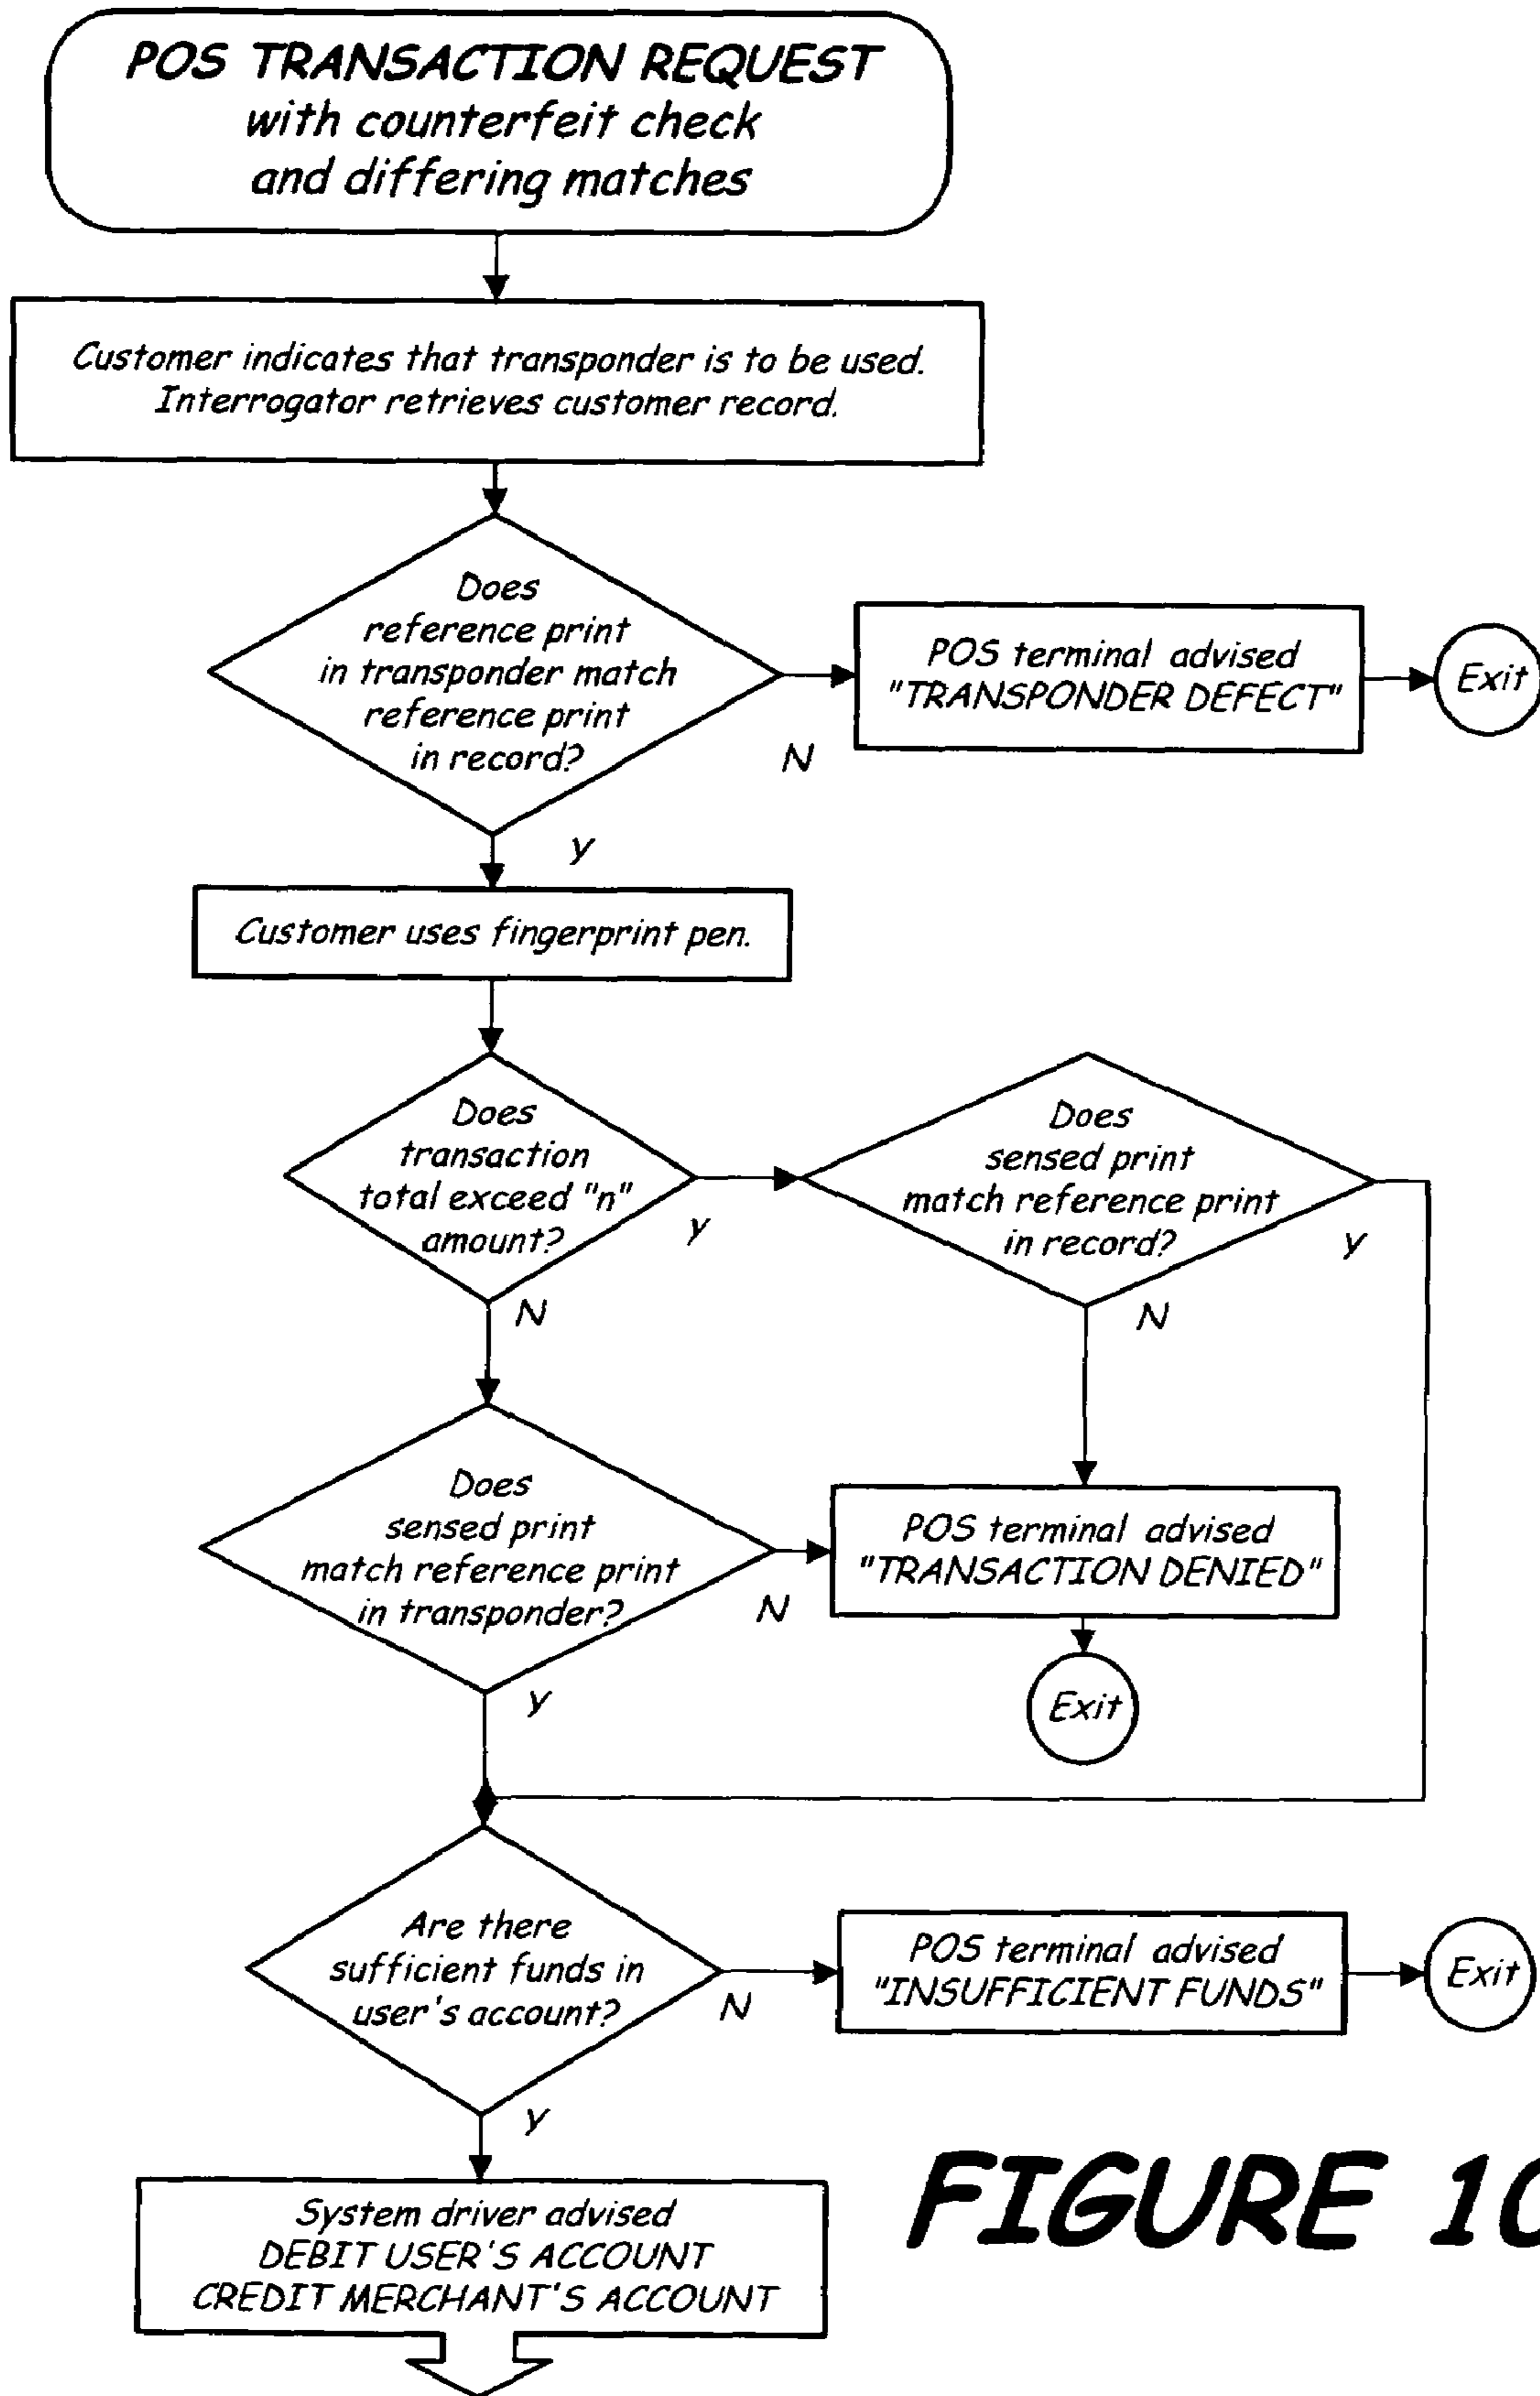 POS TRANSACTION REQUEST
with counterfeit check
and differing matches
Customer indicates that transponder is to be used.
Interrogator retrieves customer record.
Does
reference print
in transponder match
reference print
in record?
N
POS terminal advised
"TRANSPONDER DEFECT"
Exit
Y
Customer uses fingerprint pen.
Does
transaction
total exceed "n"
amount?
Y
Does
sensed print
match reference print
in record?
Y
N
N
Does
sensed print
match reference print
in transponder?
N
POS terminal advised
"TRANSACTION DENIED"
Exit
Y
Are there
sufficient funds in
user's account?
N
POS terminal advised
"INSUFFICIENT FUNDS"
Exit
Y
System driver advised
DEBIT USER'S ACCOUNT
CREDIT MERCHANT'S ACCOUNT
FIGURE 10